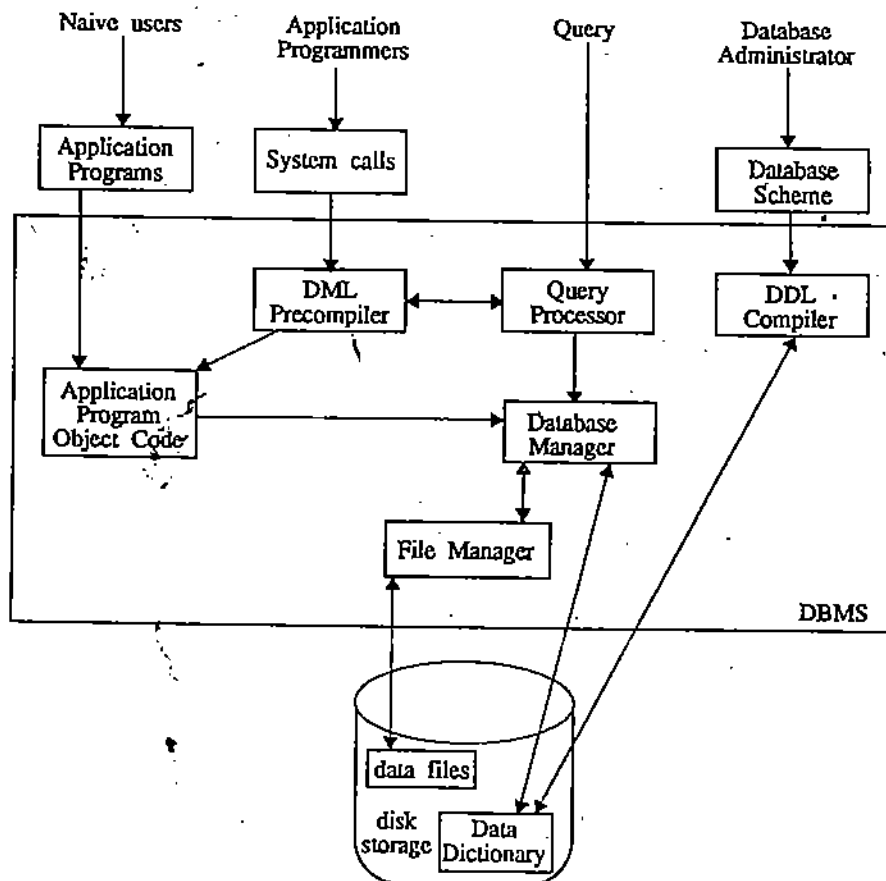 Naive users
Application
Programmers
Query
Database
Administrator
Application
Programs
System calls
Database
Scheme
DML
Precompiler
Query
Processor
DDL
Compiler
Application
Program
Object Code
Database
Manager
File Manager
DBMS
data files
disk
storage
Data
Dictionary